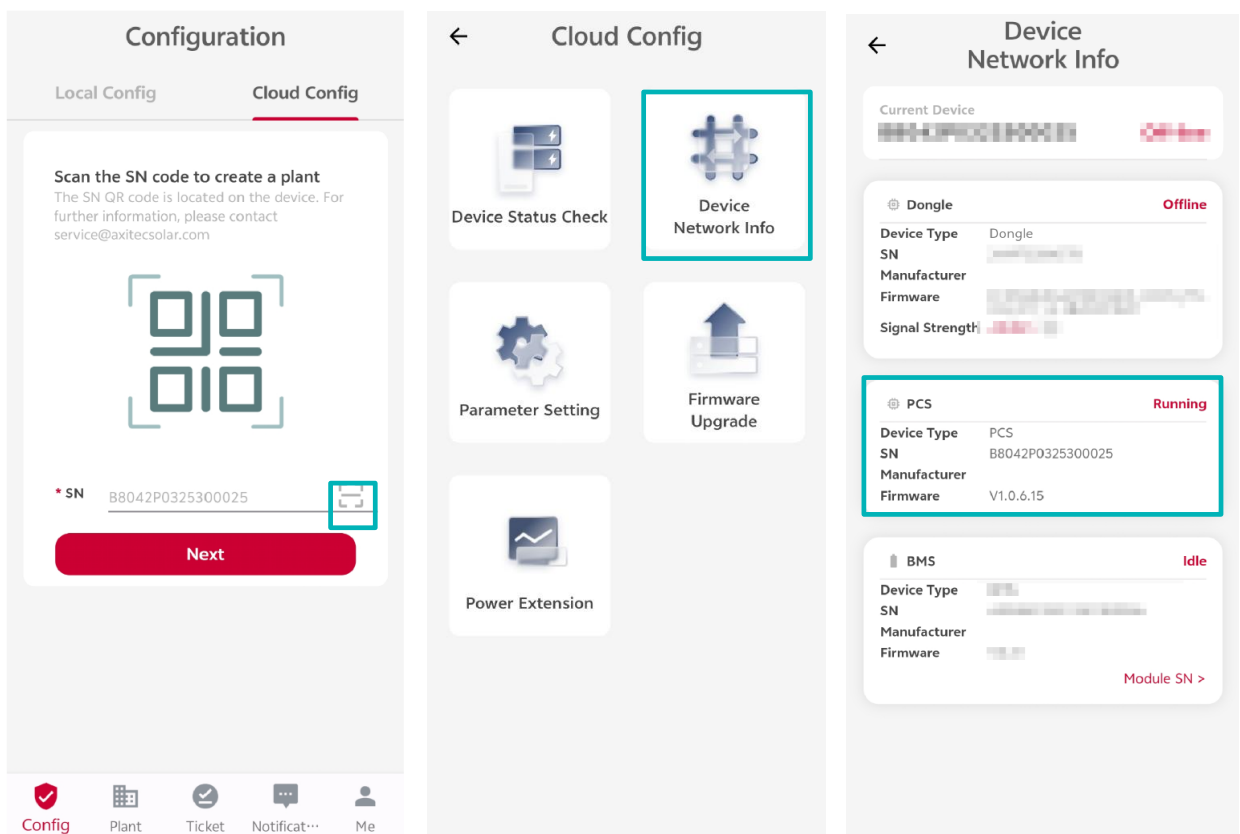 Configuration
Local Config
Cloud Config
Scan the SN code to create a plant
The SN QR code is located on the device. For
further information, please contact
service@axitecsolar.com
* SN
B8042P0325300025
Next
Config
Plant
Ticket
Notificat···
Me
Cloud Config
Device Status Check
Device
Network Info
Parameter Setting
Firmware
Upgrade
Power Extension
Device
Network Info
Current Device
Dongle
Offline
Device Type Dongle
SN
Manufacturer
Firmware
Signal Strength
PCS
Running
Device Type PCS
SN B8042P0325300025
Manufacturer
Firmware V1.0.6.15
BMS
Idle
Device Type
SN
Manufacturer
Firmware
Module SN >